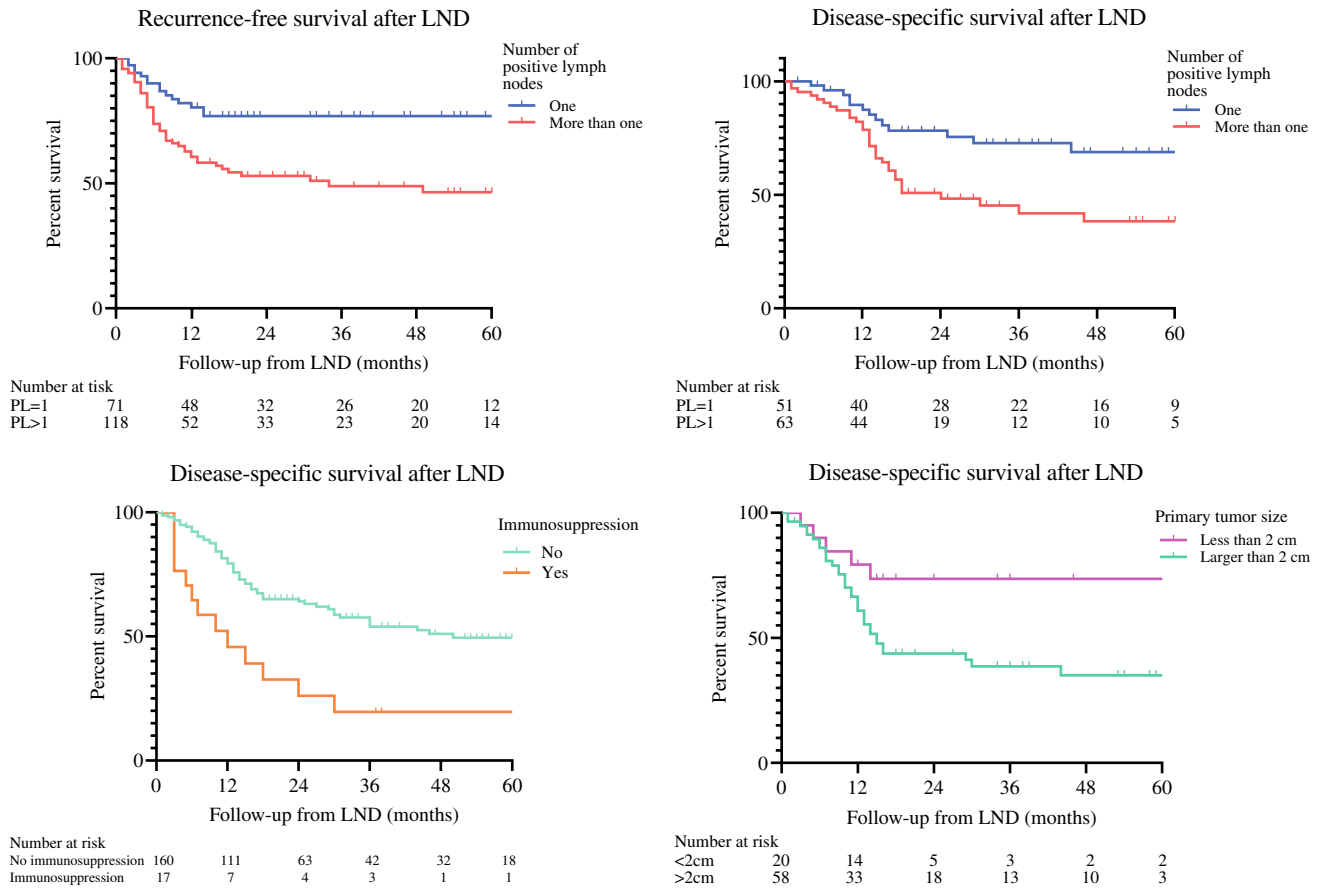 Recurrence-free survival after LND
Percent survival
100
50
0
0 12 24 36 48 60
Follow-up from LND (months)
Number of
positive lymph
nodes
One
More than one
Number at tisk
PL=1 71 48 32 26 20 12
PL>1 118 52 33 23 20 14
Disease-specific survival after LND
Percent survival
100
50
0
0 12 24 36 48 60
Follow-up from LND (months)
Number of
positive lymph
nodes
One
More than one
Number at risk
PL=1 51 40 28 22 16 9
PL>1 63 44 19 12 10 5
Disease-specific survival after LND
Percent survival
100
50
0
0 12 24 36 48 60
Follow-up from LND (months)
Immunosuppression
No
Yes
Number at risk
No immunosuppression 160 111 63 42 32 18
Immunosuppression 17 7 4 3 1 1
Disease-specific survival after LND
Percent survival
100
50
0
0 12 24 36 48 60
Follow-up from LND (months)
Primary tumor size
Less than 2 cm
Larger than 2 cm
Number at risk
<2cm 20 14 5 3 2 2
>2cm 58 33 18 13 10 3